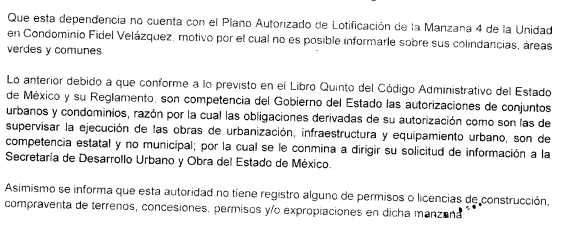 Que esta dependencia no cuenta con el Plano Autorizado de Lotificación de la Manzana 4 de la Unidad
en Condominio Fidel Velázquez, motivo por el cual no es posible informarle sobre sus colindancias, áreas
verdes y comunes.
Lo anterior debido a que conforme a lo previsto en el Libro Quinto del Código Administrativo del Estado
de México y su Reglamento, son competencia del Gobierno del Estado las autorizaciones de conjuntos
urbanos y condominios, razón por la cual las obligaciones derivadas de su autorización como son las de
supervisar la ejecución de las obras de urbanización, infraestructura y equipamiento urbano, son de
competencia estatal y no municipal; por la cual se le conmina a dirigir su solicitud de información a la
Secretaría de Desarrollo Urbano y Obra del Estado de México.
Asimismo se informa que esta autoridad no tiene registro alguno de permisos o licencias de construcción,
compraventa de terrenos, concesiones, permisos y/o expropiaciones en dicha manzana.